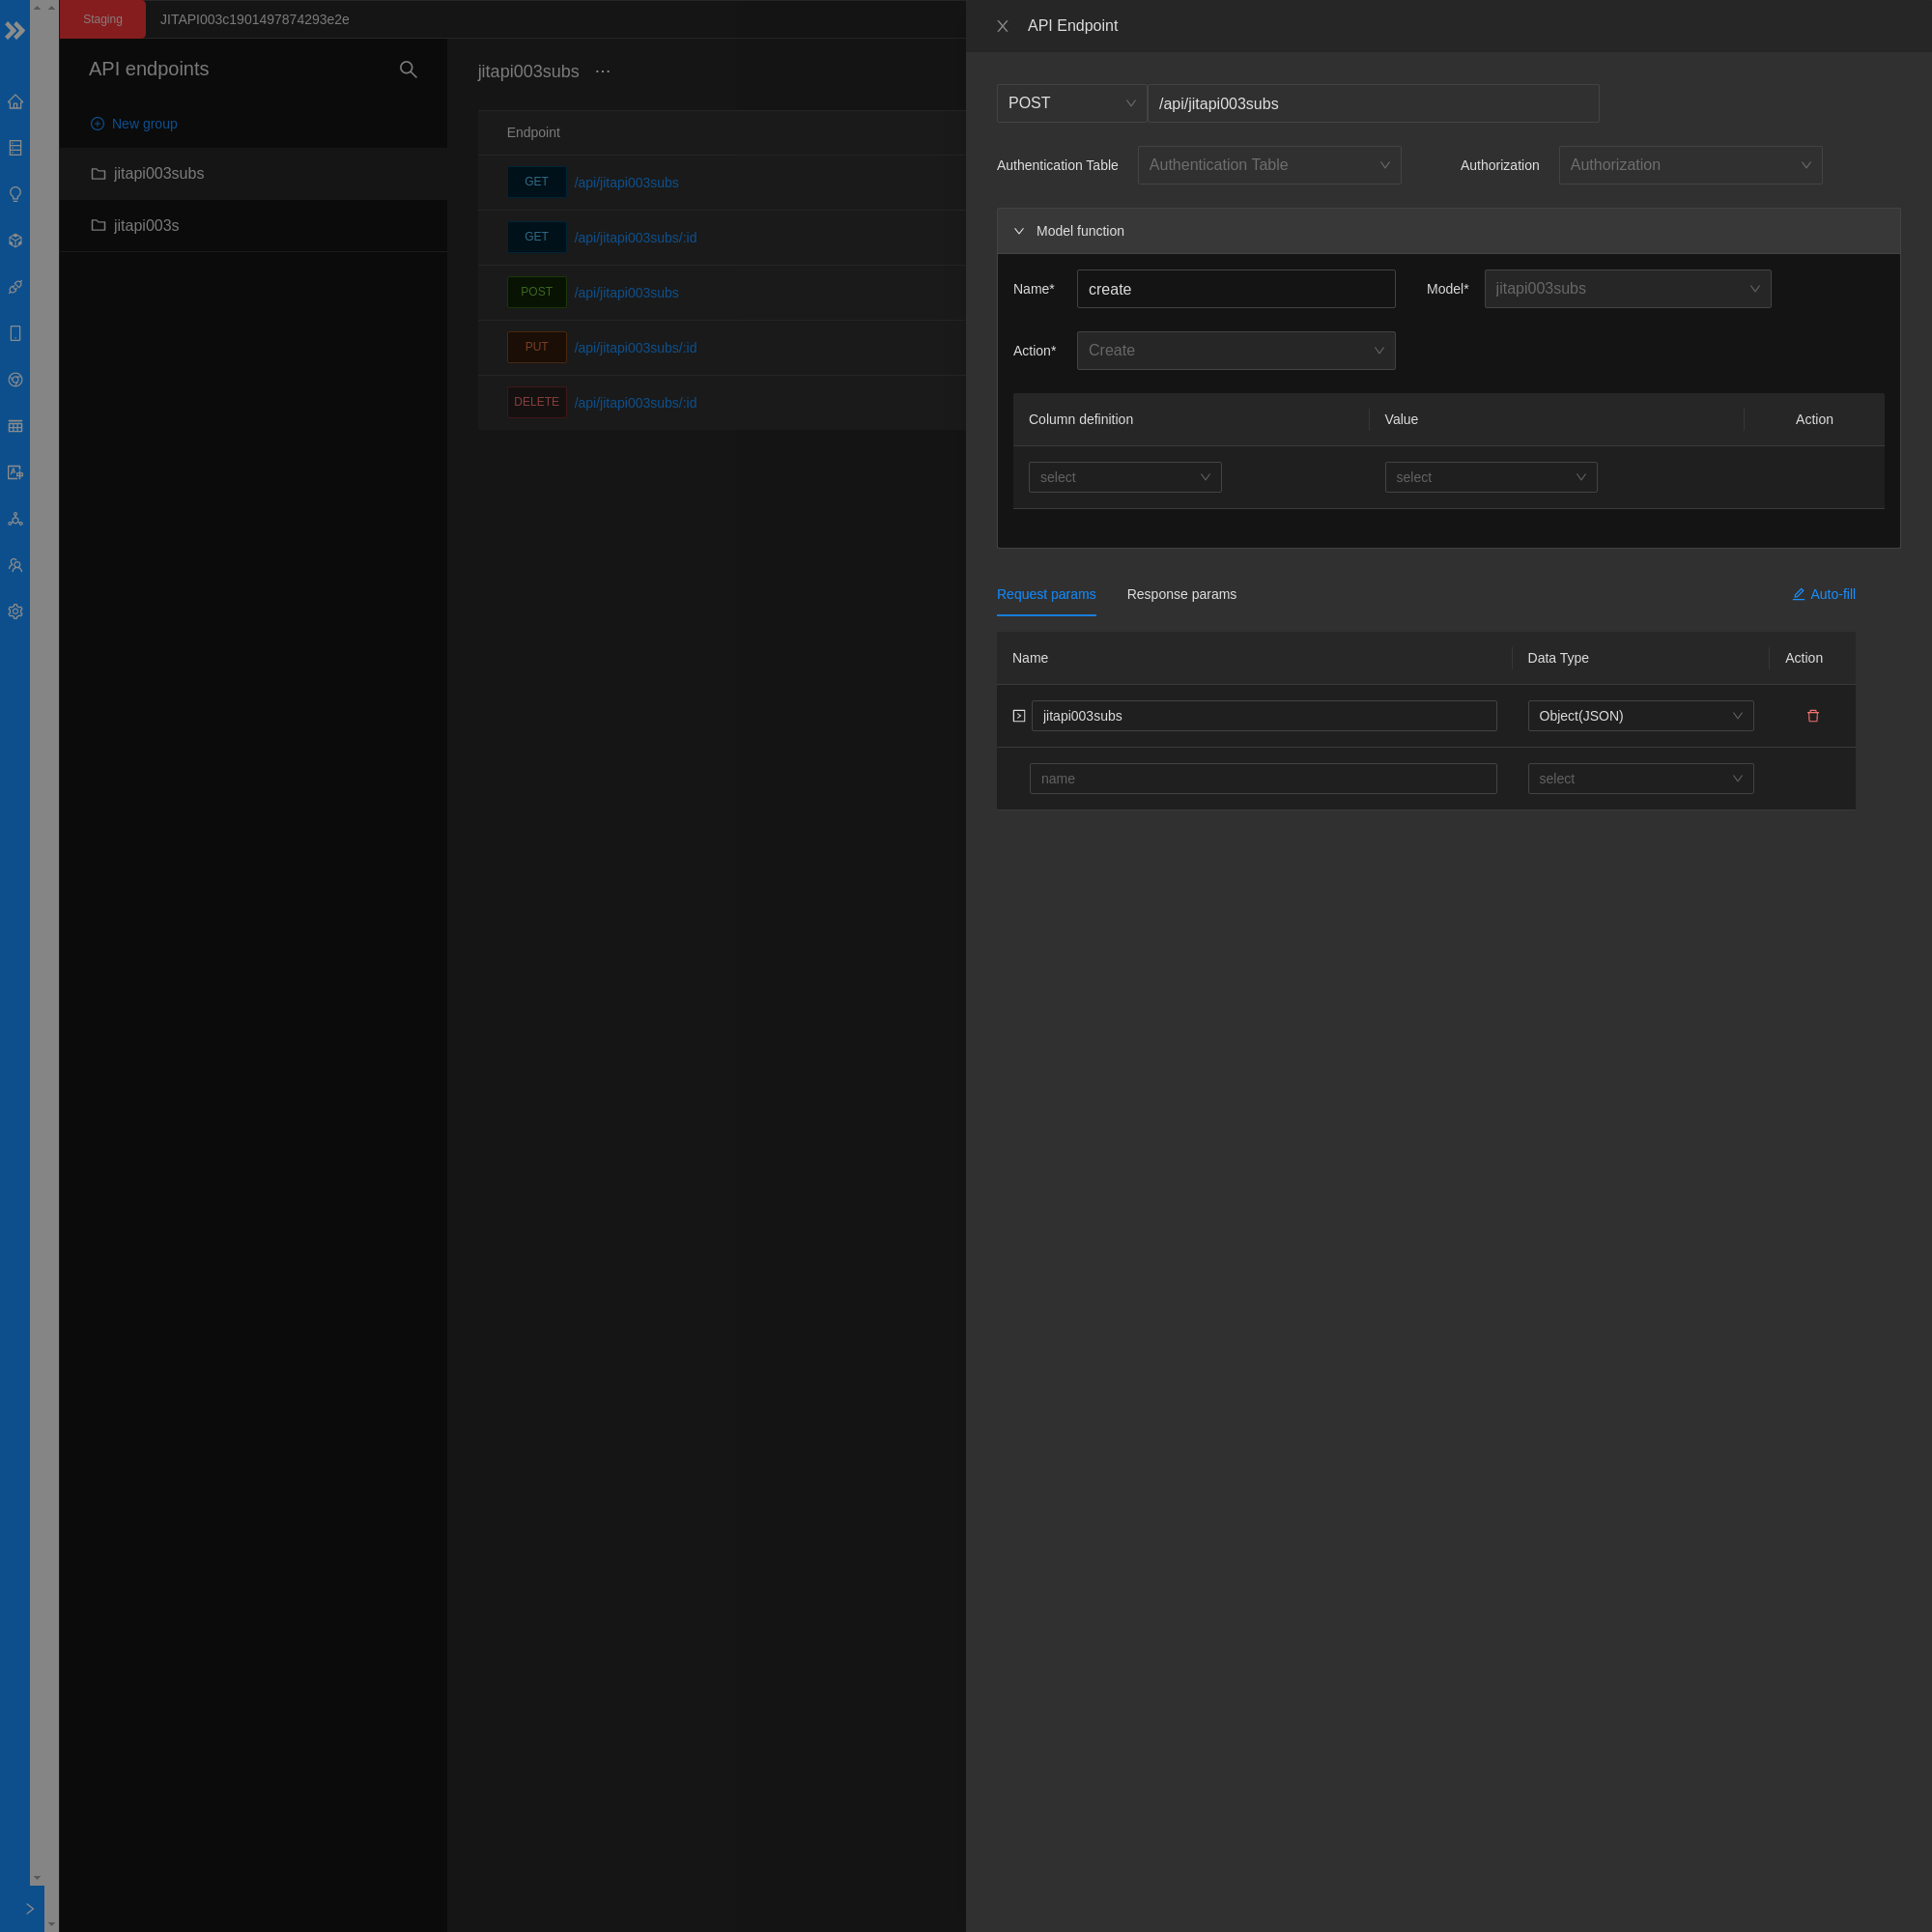 Staging
JITAPI003c1901497874293e2e
API endpoints
New group
jitapi003subs
jitapi003s
jitapi003subs ...
Endpoint
GET /api/jitapi003subs
GET /api/jitapi003subs/:id
POST /api/jitapi003subs
PUT /api/jitapi003subs/:id
DELETE /api/jitapi003subs/:id
API Endpoint
POST /api/jitapi003subs
Authentication Table Authentication Table Authorization Authorization
Model function
Name* create Model* jitapi003subs
Action* Create
Column definition Value Action
select select
Request params Response params Auto-fill
Name Data Type Action
jitapi003subs Object(JSON)
name select